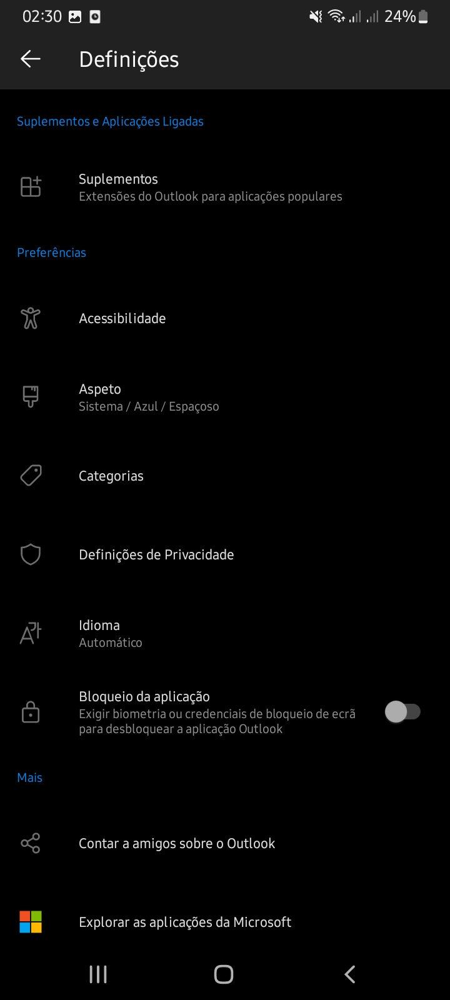 02:30
24%
Definições
Suplementos e Aplicações Ligadas
Suplementos
Extensões do Outlook para aplicações populares
Preferências
Acessibilidade
Aspeto
Sistema / Azul / Espaçoso
Categorias
Definições de Privacidade
Idioma
Automático
Bloqueio da aplicação
Exigir biometria ou credenciais de bloqueio de ecrã
para desbloquear a aplicação Outlook
Mais
Contar a amigos sobre o Outlook
Explorar as aplicações da Microsoft